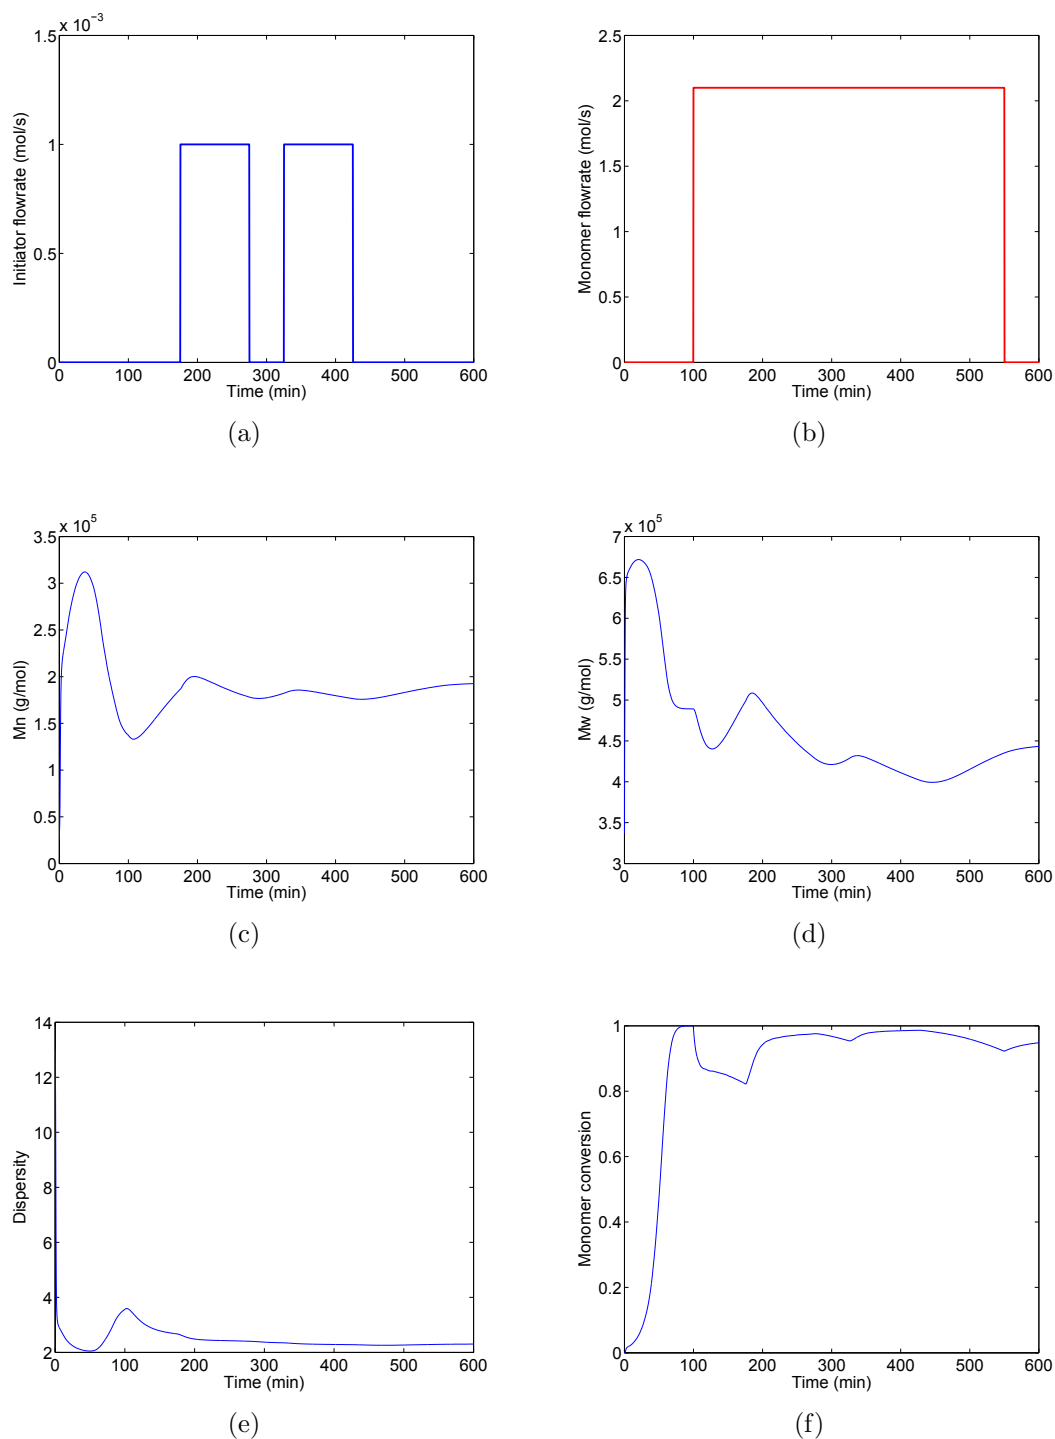 x 10⁻³
1.5
1
0.5
0
Initiator flowrate (mol/s)
0 100 200 300 400 500 600
Time (min)
(a)
2.5
2
1.5
1
0.5
0
Monomer flowrate (mol/s)
0 100 200 300 400 500 600
Time (min)
(b)
x 10⁵
3.5
3
2.5
2
1.5
1
0.5
0
Mn (g/mol)
0 100 200 300 400 500 600
Time (min)
(c)
x 10⁵
7
6.5
6
5.5
5
4.5
4
3.5
3
Mw (g/mol)
0 100 200 300 400 500 600
Time (min)
(d)
14
12
10
8
6
4
2
Dispersity
0 100 200 300 400 500 600
Time (min)
(e)
1
0.8
0.6
0.4
0.2
0
Monomer conversion
0 100 200 300 400 500 600
Time (min)
(f)